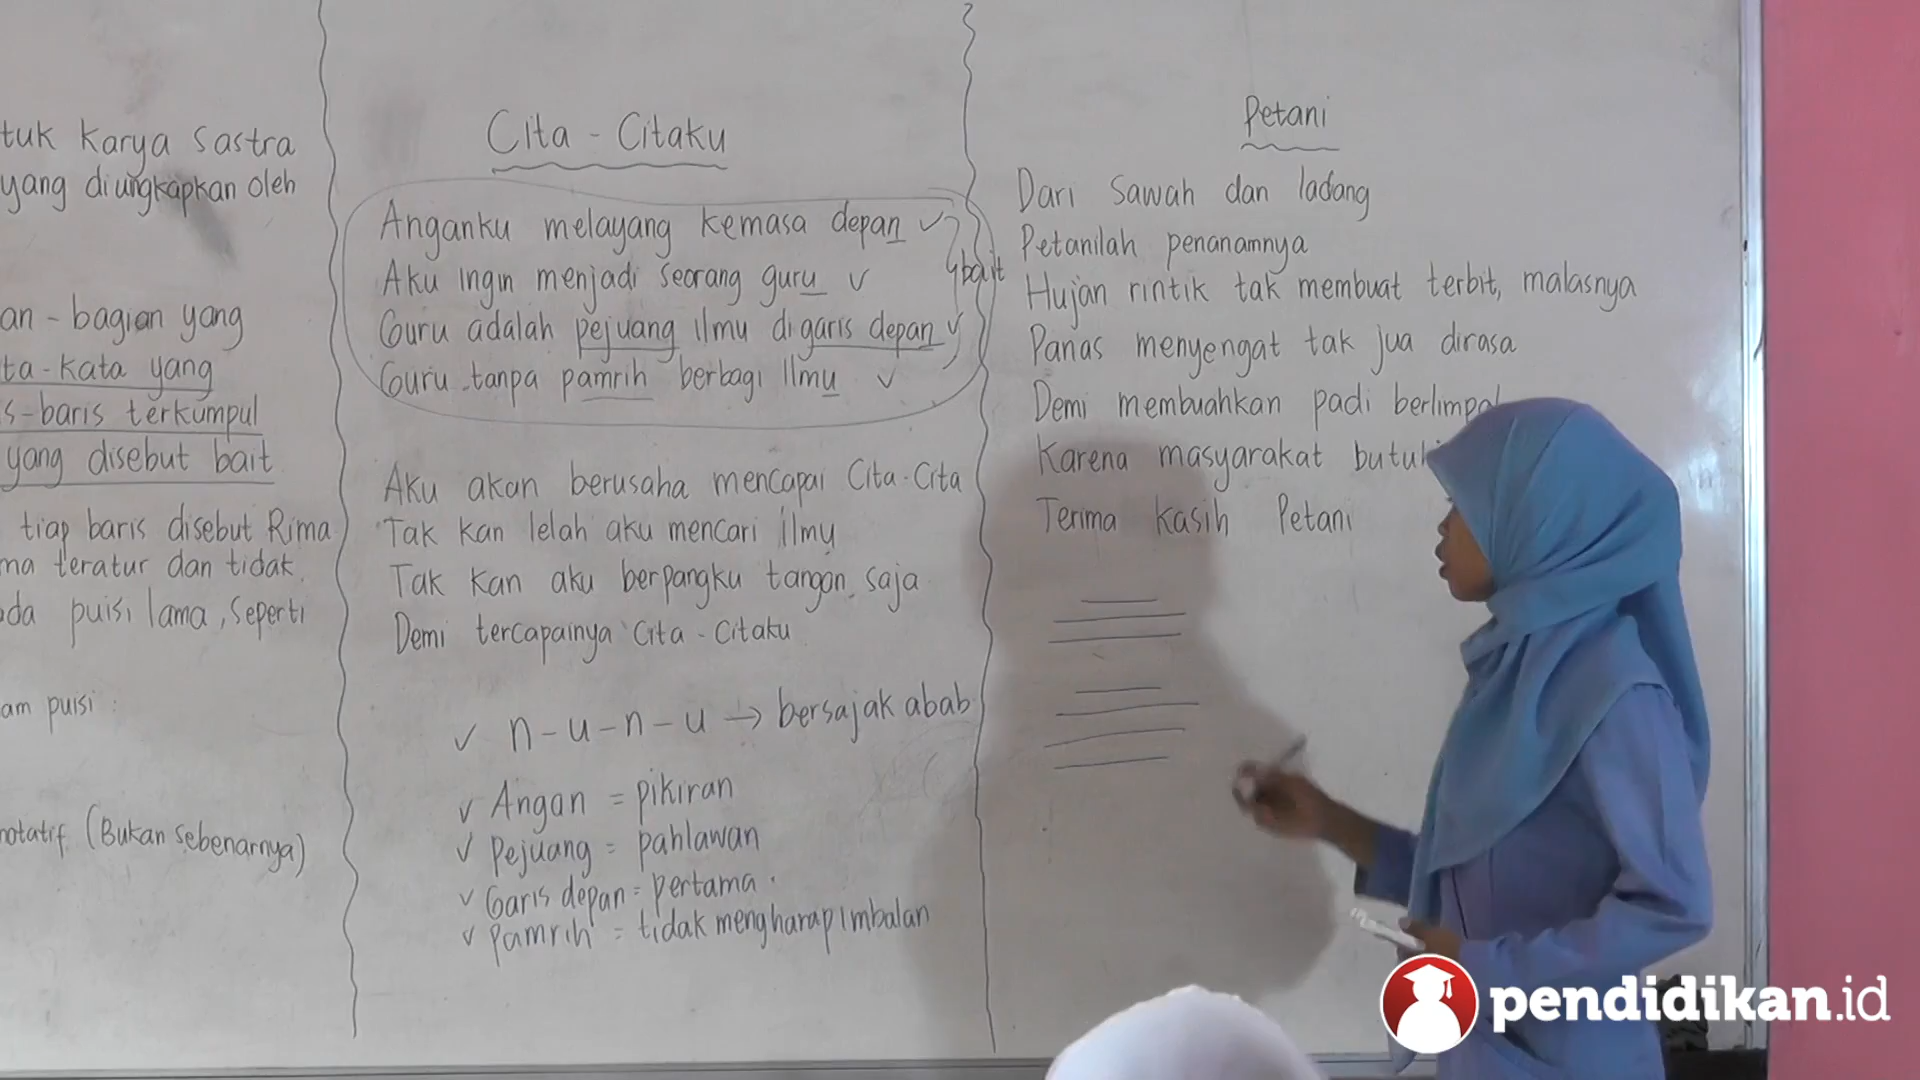 tuk karya sastra
yang diungkapkan oleh
an - bagian yang
ta - kata yang
s - baris terkumpul
yang disebut bait
tiap baris disebut Rima
ma teratur dan tidak
da puisi lama, seperti
am puisi :
notatif (Bukan sebenarnya)
Cita - Citaku
Anganku melayang kemasa depan
Aku ingin menjadi seorang guru
Guru adalah pejuang ilmu digaris depan
Guru tanpa pamrih berbagi ilmu
bait
Aku akan berusaha mencapai Cita-Cita
Tak kan lelah aku mencari ilmu
Tak kan aku berpangku tangan saja
Demi tercapainya Cita - Citaku
✓ n - u - n - u → bersajak abab
✓ Angan = pikiran
✓ pejuang = pahlawan
✓ Garis depan = pertama
✓ Pamrih = tidak mengharap imbalan
Petani
Dari sawah dan ladang
Petanilah penanamnya
Hujan rintik tak membuat terbit, malasnya
Panas menyengat tak jua dirasa
Demi membuahkan padi
Karena masyarakat
Terima kasih Petani
pendidikan.id